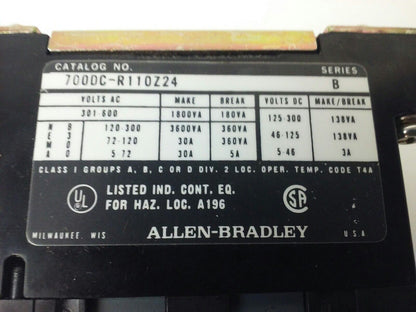 CATALOG NO. SERIES
700DC-R110Z24 B
VOLTS AC MAKE BREAK VOLTS DC MAKE/BREAK
301-600 1800VA 180VA 125-300 138VA
120-300 3600VA 360VA 46-125 138VA
72-120 30A 360VA 5-46 3A
5-72 30A 5A
CLASS I GROUPS A, B, C OR D DIV. 2 LOC. OPER. TEMP. CODE T4A
UL LISTED IND. CONT. EQ. SA
FOR HAZ. LOC. A196
MILWAUKEE, WIS ALLEN-BRADLEY U.S.A